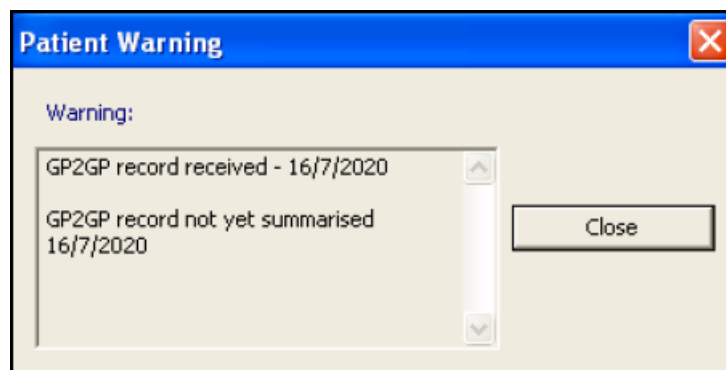 Patient Warning
Warning:
GP2GP record received - 16/7/2020
GP2GP record not yet summarised
16/7/2020
Close